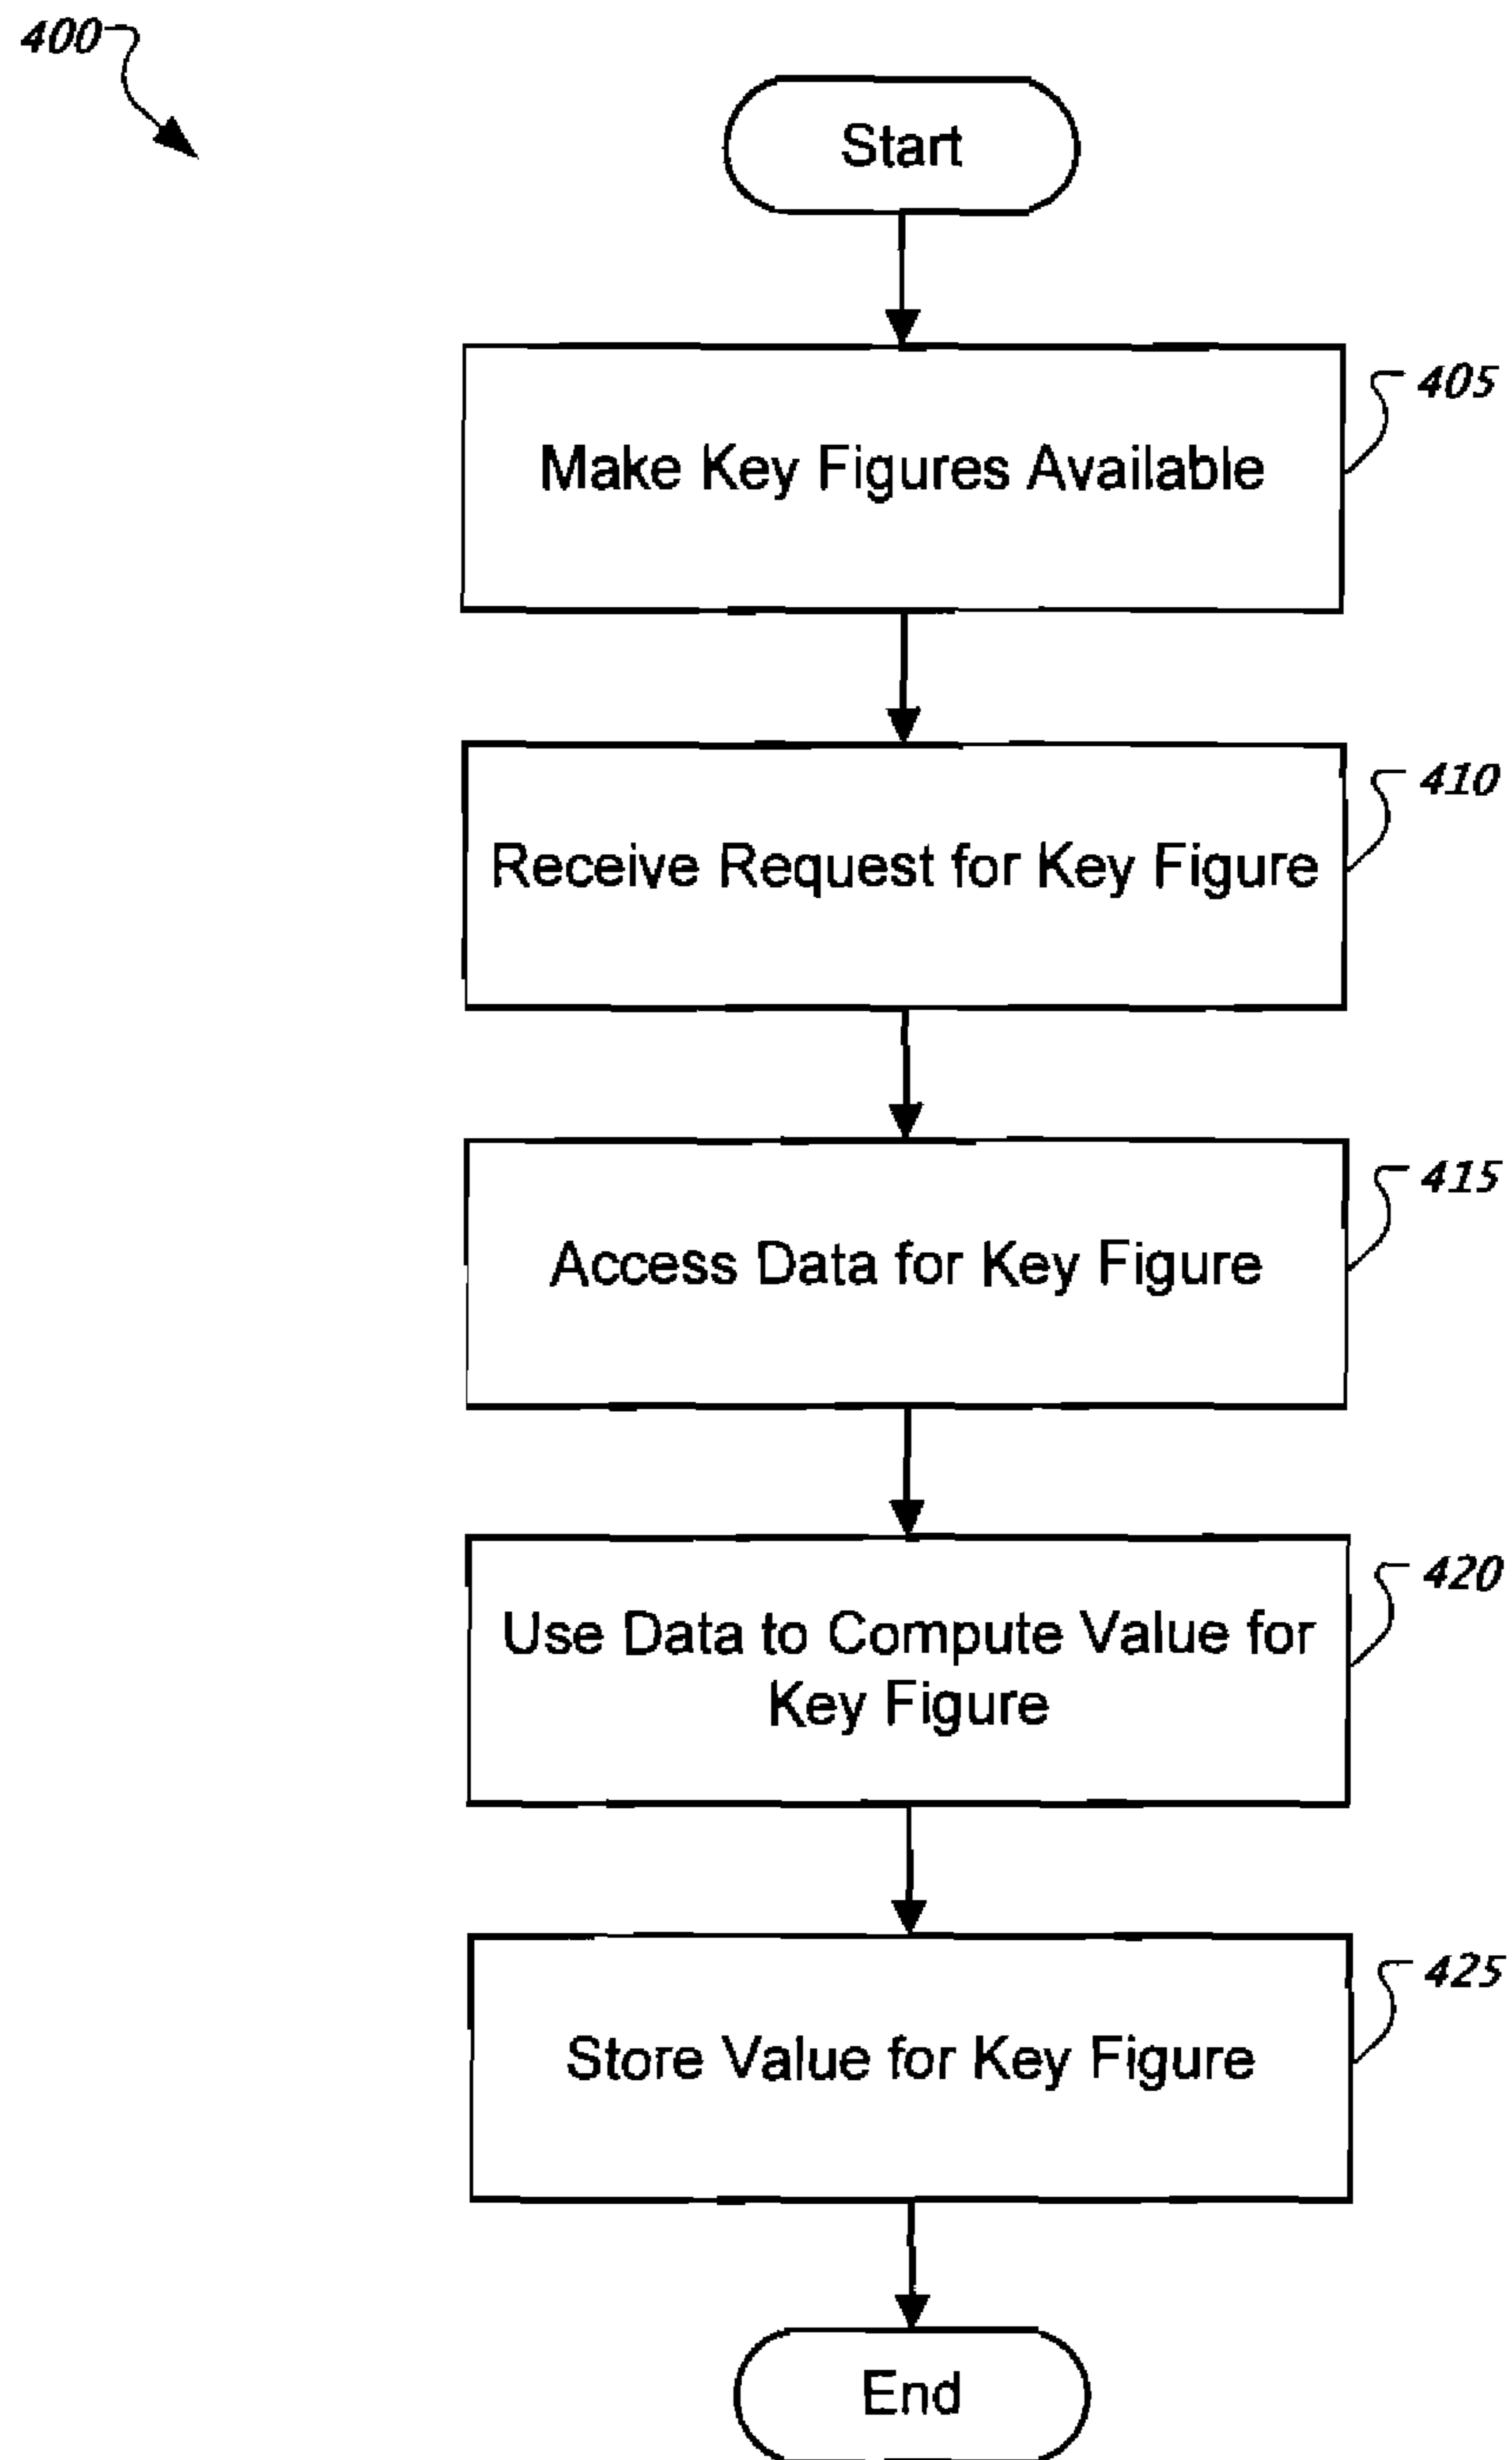 400
Start
Make Key Figures Available
405
Receive Request for Key Figure
410
Access Data for Key Figure
415
Use Data to Compute Value for
Key Figure
420
Store Value for Key Figure
425
End